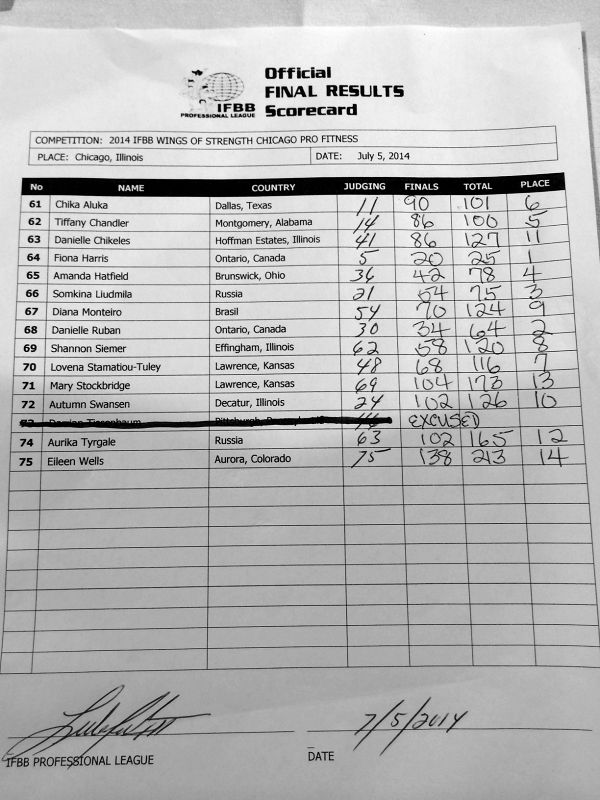 Official
FINAL RESULTS
Scorecard
IFBB
PROFESSIONAL LEAGUE
COMPETITION: 2014 IFBB WINGS OF STRENGTH CHICAGO PRO FITNESS
PLACE: Chicago, Illinois DATE: July 5, 2014
No NAME COUNTRY JUDGING FINALS TOTAL PLACE
61 Chika Aluka Dallas, Texas 11 90 101 6
62 Tiffany Chandler Montgomery, Alabama 14 86 100 5
63 Danielle Chikeles Hoffman Estates, Illinois 41 86 127 11
64 Fiona Harris Ontario, Canada 5 20 25 1
65 Amanda Hatfield Brunswick, Ohio 36 42 78 4
66 Somkina Liudmila Russia 21 54 75 3
67 Diana Monteiro Brasil 54 70 124 9
68 Danielle Ruban Ontario, Canada 30 34 64 2
69 Shannon Siemer Effingham, Illinois 62 58 120 8
70 Lovena Stamatiou-Tuley Lawrence, Kansas 48 68 116 7
71 Mary Stockbridge Lawrence, Kansas 69 104 173 13
72 Autumn Swansen Decatur, Illinois 24 102 126 10
73 EXCUSED
74 Aurika Tyrgale Russia 63 102 165 12
75 Eileen Wells Aurora, Colorado 75 138 213 14
7/5/2014
IFBB PROFESSIONAL LEAGUE DATE